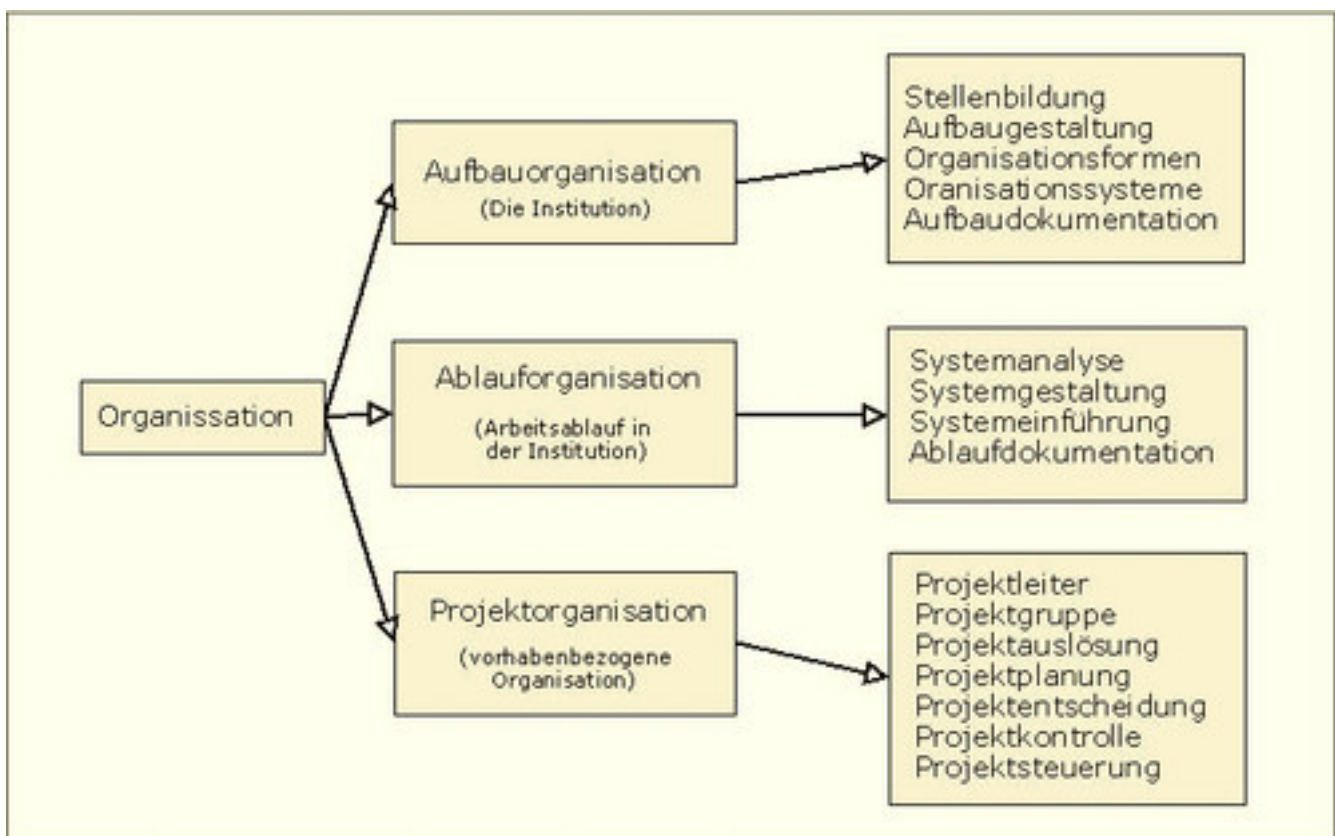 Organissation
Aufbauorganisation
(Die Institution)
Stellenbildung
Aufbaugestaltung
Organisationsformen
Oranisationssysteme
Aufbaudokumentation
Ablauforganisation
(Arbeitsablauf in
der Institution)
Systemanalyse
Systemgestaltung
Systemeinführung
Ablaufdokumentation
Projektorganisation
(vorhabenbezogene
Organisation)
Projektleiter
Projektgruppe
Projektauslösung
Projektplanung
Projektentscheidung
Projektkontrolle
Projektsteuerung